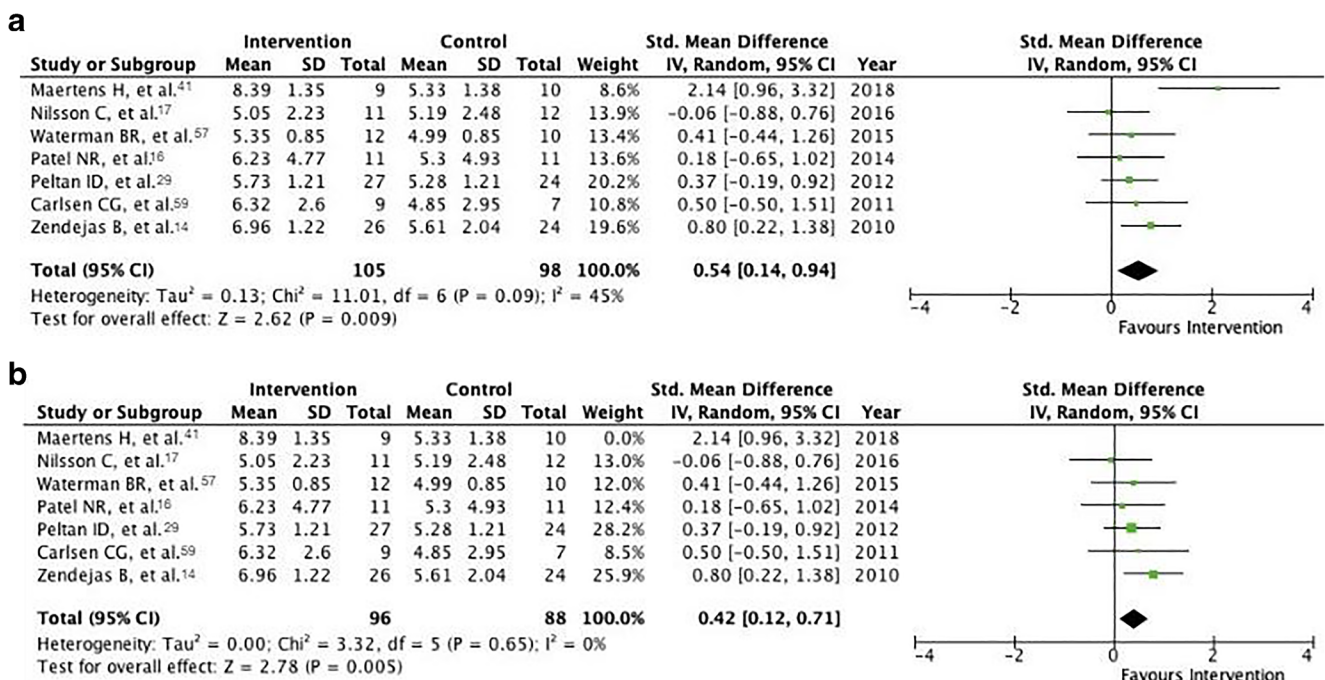 a
Intervention Control Std. Mean Difference Std. Mean Difference
Study or Subgroup Mean SD Total Mean SD Total Weight IV, Random, 95% CI Year IV, Random, 95% CI
Maertens H, et al.41 8.39 1.35 9 5.33 1.38 10 8.6% 2.14 [0.96, 3.32] 2018
Nilsson C, et al.17 5.05 2.23 11 5.19 2.48 12 13.9% −0.06 [−0.88, 0.76] 2016
Waterman BR, et al.57 5.35 0.85 12 4.99 0.85 10 13.4% 0.41 [−0.44, 1.26] 2015
Patel NR, et al.16 6.23 4.77 11 5.3 4.93 11 13.6% 0.18 [−0.65, 1.02] 2014
Peltan ID, et al.29 5.73 1.21 27 5.28 1.21 24 20.2% 0.37 [−0.19, 0.92] 2012
Carlsen CG, et al.59 6.32 2.6 9 4.85 2.95 7 10.8% 0.50 [−0.50, 1.51] 2011
Zendejas B, et al.14 6.96 1.22 26 5.61 2.04 24 19.6% 0.80 [0.22, 1.38] 2010
Total (95% CI) 105 98 100.0% 0.54 [0.14, 0.94]
Heterogeneity: Tau² = 0.13; Chi² = 11.01, df = 6 (P = 0.09); I² = 45%
Test for overall effect: Z = 2.62 (P = 0.009)
−4 −2 0 2 4
Favours Intervention
b
Intervention Control Std. Mean Difference Std. Mean Difference
Study or Subgroup Mean SD Total Mean SD Total Weight IV, Random, 95% CI Year IV, Random, 95% CI
Maertens H, et al.41 8.39 1.35 9 5.33 1.38 10 0.0% 2.14 [0.96, 3.32] 2018
Nilsson C, et al.17 5.05 2.23 11 5.19 2.48 12 13.0% −0.06 [−0.88, 0.76] 2016
Waterman BR, et al.57 5.35 0.85 12 4.99 0.85 10 12.0% 0.41 [−0.44, 1.26] 2015
Patel NR, et al.16 6.23 4.77 11 5.3 4.93 11 12.4% 0.18 [−0.65, 1.02] 2014
Peltan ID, et al.29 5.73 1.21 27 5.28 1.21 24 28.2% 0.37 [−0.19, 0.92] 2012
Carlsen CG, et al.59 6.32 2.6 9 4.85 2.95 7 8.5% 0.50 [−0.50, 1.51] 2011
Zendejas B, et al.14 6.96 1.22 26 5.61 2.04 24 25.9% 0.80 [0.22, 1.38] 2010
Total (95% CI) 96 88 100.0% 0.42 [0.12, 0.71]
Heterogeneity: Tau² = 0.00; Chi² = 3.32, df = 5 (P = 0.65); I² = 0%
Test for overall effect: Z = 2.78 (P = 0.005)
−4 −2 0 2 4
Favours Intervention